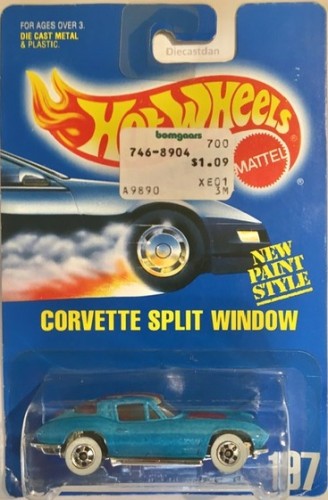 FOR AGES OVER 3.
DIE CAST METAL
& PLASTIC.
Diecastdan
HOT WHEELS
bomgaars
700
746-8904
$1.09
A9890
XE01
3M
MATTEL
®
NEW
PAINT
STYLE
CORVETTE SPLIT WINDOW
197